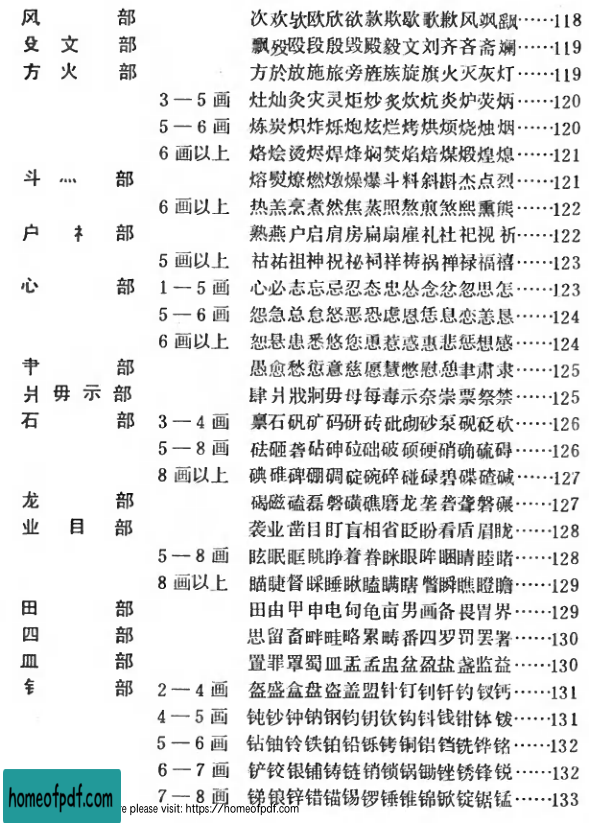 风 部 次欢欤欧欣欲款欺歇歌歉风飒飙……118
殳 文 部 飘殁殴段殷毁殿毅文刘齐吝斋斓……119
方 火 部 方於放施旅旁旌族旋旗火灭灰灯……119
3—5画 灶灿灸灾灵炬炒炙炊炕炎炉荧炳……120
5—6画 炼炭炽炸烁炮炫烂烤烘烦烧烛烟……120
6画以上 烙烩烫烬焊烽焖焚焰焙煤煅煌熄……121
斗 灬 部 熔熨燎燃燉燥爆斗料斜斟杰点烈……121
6画以上 热羔烹煮然焦蒸照熬煎煞熙熏熊……122
户 礻 部 熟燕户启肩房扁扇雇礼社祀视祈……122
5画以上 祜祐祖神祝祕祠祥祷祸禅禄福禧……123
心 部 1—5画 心必志忘忌忍态忠怂念忿忽思怎……123
5—6画 怨急总怠怒恶恐虑恩恁息恋恙恳……124
6画以上 恕悬患悉悠您惠惹惑惠悲惩想感……124
肀 部 愚愈愁愆意慈愿慧憋慰憩聿肃隶……125
爿 毋 示 部 肆爿戕牁毋母每毒示奈祟票祭禁……125
石 部 3—4画 禀石矾矿码研砖砒砌砂泵砚矻砍……126
5—8画 砝砸砻砧砷砬础破硕硬硝确硫碍……126
8画以上 碘碓碑硼碉碇碗碎碰碌碧碟碴碱……127
龙 部 碣磁磕磊磐磺礁磨龙垄砻聋磐碾……127
业 目 部 袭业凿目盯盲相省眨盼看盾眉眬……128
5—8画 眩眠眶眺睁着眷眯眼眸睏睛睦睹……128
8画以上 瞄睫督睬睡瞅瞌瞒瞎瞥瞬瞧瞪瞻……129
田 部 田由甲申电甸龟亩男画备畏胃界……129
四 部 思留畜畔畦略累畴番四罗罚罢署……130
皿 部 置罪罩蜀皿盂孟盅盆盈盐盏监益……130
钅 部 2—4画 盔盛盒盘盗盖盟针钉钊钎钓钗钙……131
4—5画 钝钞钟钠钢钧钥钦钩钭钱钳钵钹……131
5—6画 钻铀铃铁铂铅铄铐铜铝铛铣铧铭……132
6—7画 铲铰银铺铸链销锁锅锄锉锈锋锐……132
7—8画 锑锒锌错锚锡锣锤锥锦锨锭锯锰……133
homeofpdf.com
re please visit: https://homeofpdf.com